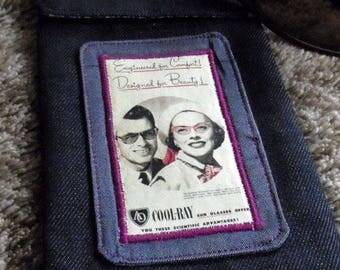 Engineered for Comfort!
Designed for Beauty!
AO COOL-RAY SUN GLASSES OFFER
YOU THESE SCIENTIFIC ADVANTAGES!